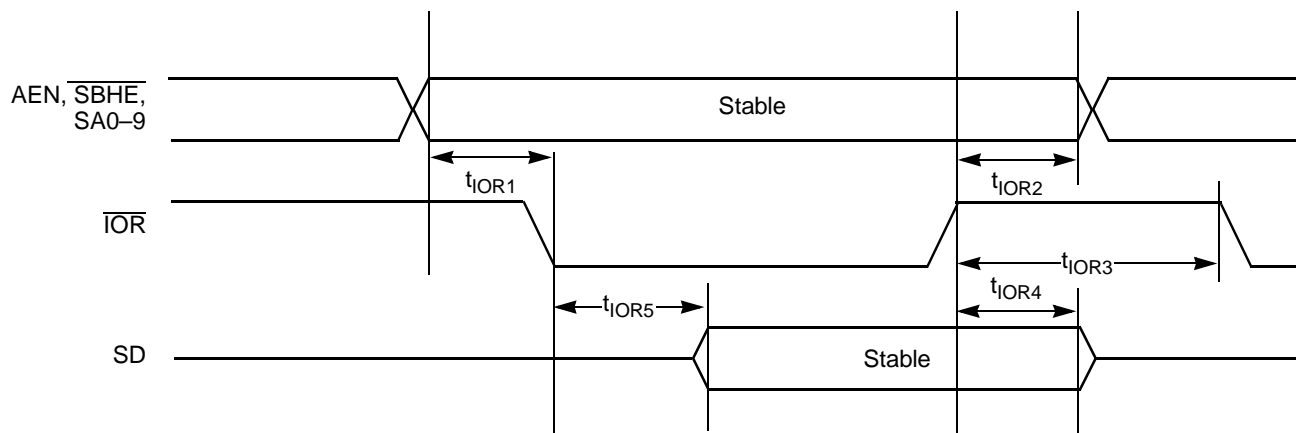 AEN, SBHE,
SA0–9
Stable
tIOR1
tIOR2
IOR
tIOR3
tIOR4
tIOR5
SD
Stable